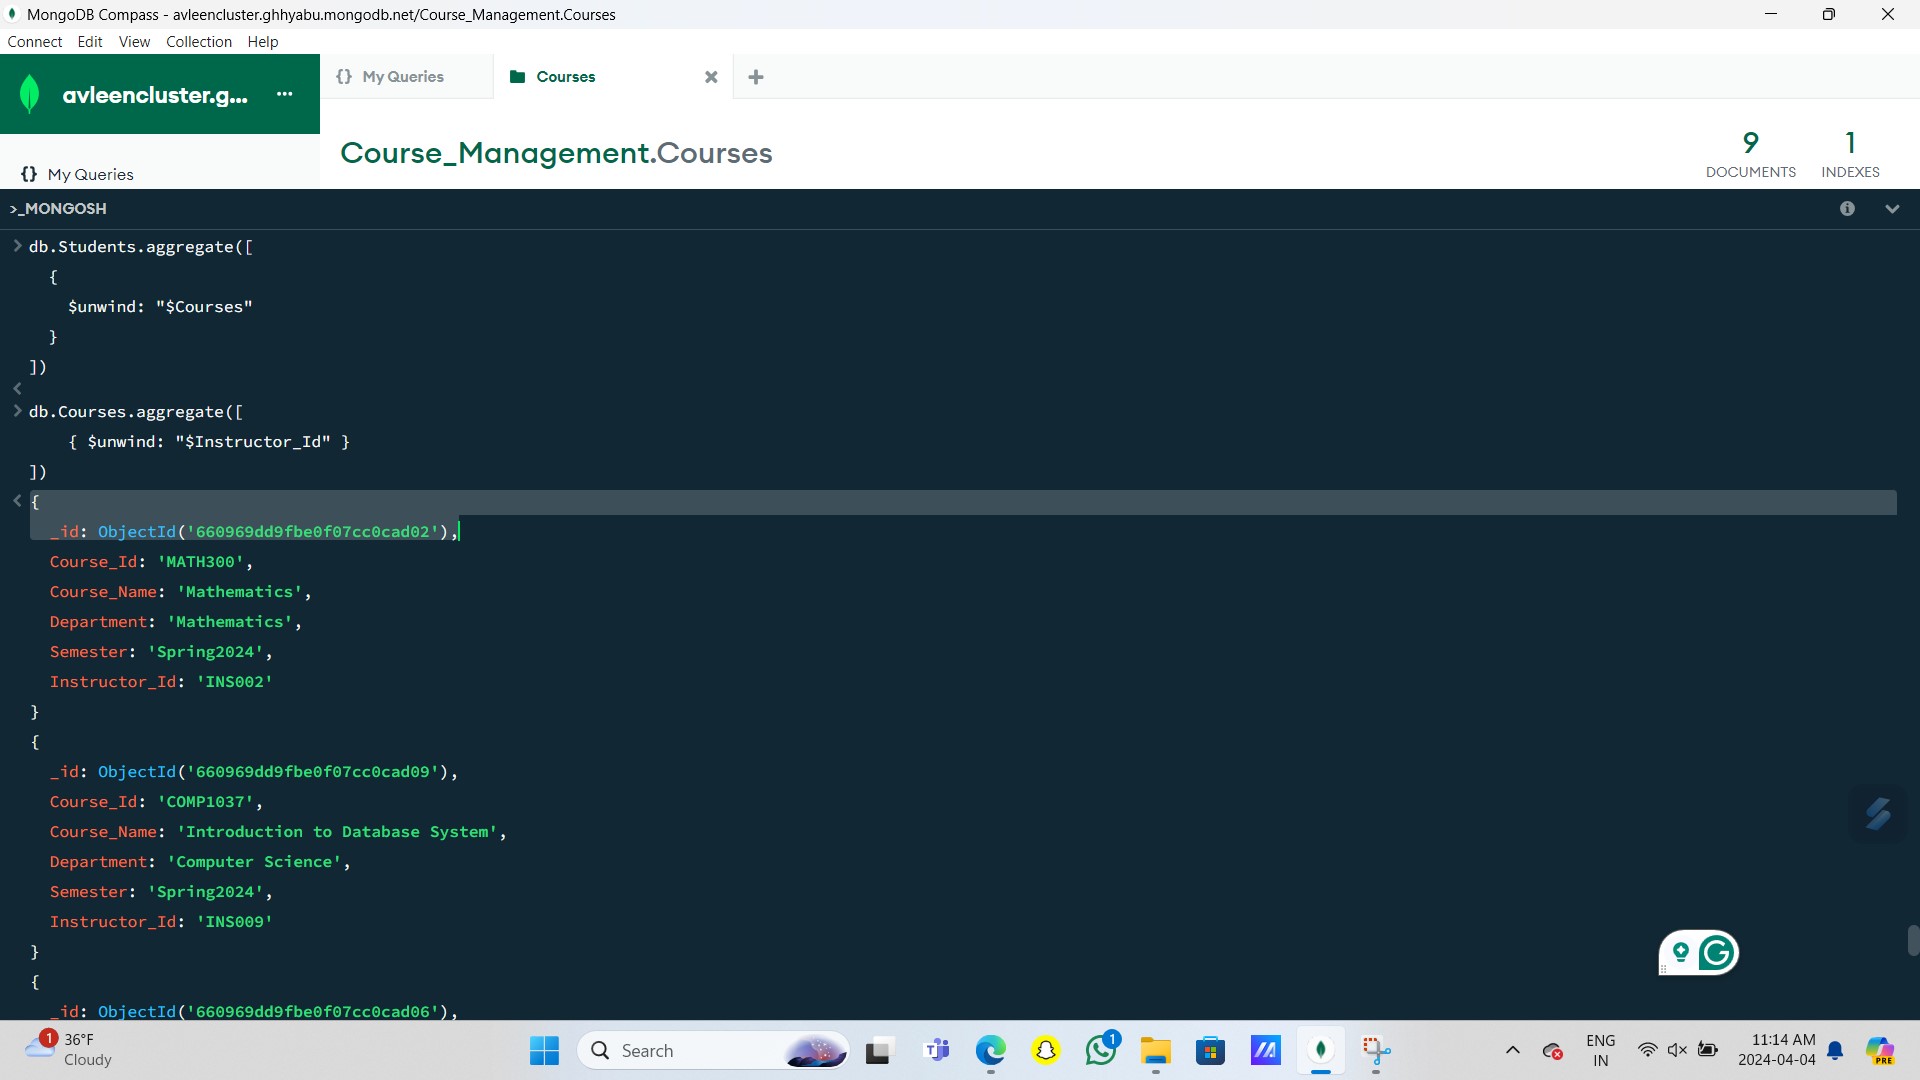 MongoDB Compass - avleencluster.ghhyabu.mongodb.net/Course_Management.Courses
Connect Edit View Collection Help
avleencluster.g... ...
{} My Queries
Courses
{} My Queries
Course_Management.Courses
9
DOCUMENTS
1
INDEXES
>_MONGOSH
> db.Students.aggregate([
{
$unwind: "$Courses"
}
])
<
> db.Courses.aggregate([
{ $unwind: "$Instructor_Id" }
])
< {
_id: ObjectId('660969dd9fbe0f07cc0cad02'),
Course_Id: 'MATH300',
Course_Name: 'Mathematics',
Department: 'Mathematics',
Semester: 'Spring2024',
Instructor_Id: 'INS002'
}
{
_id: ObjectId('660969dd9fbe0f07cc0cad09'),
Course_Id: 'COMP1037',
Course_Name: 'Introduction to Database System',
Department: 'Computer Science',
Semester: 'Spring2024',
Instructor_Id: 'INS009'
}
{
_id: ObjectId('660969dd9fbe0f07cc0cad06'),
1
36°F
Cloudy
Search
1
ENG
IN
11:14 AM
2024-04-04
PRE